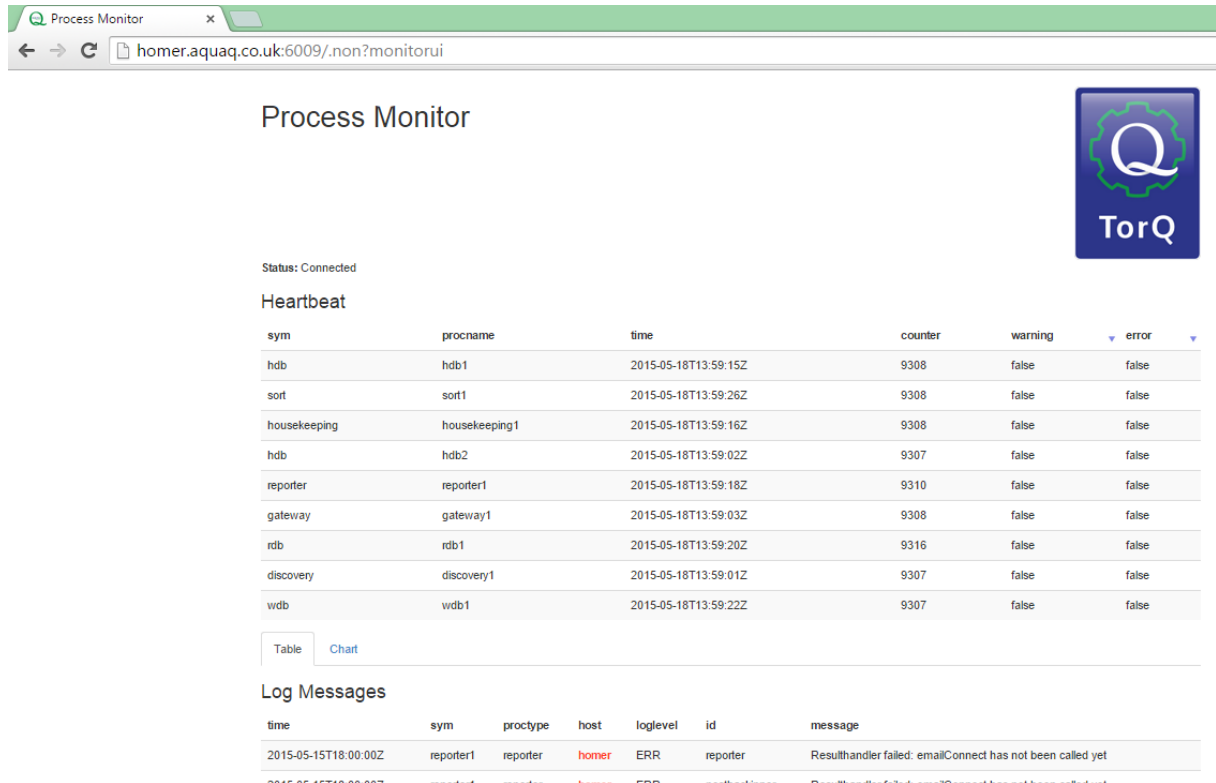 Process Monitor
homer.aquaq.co.uk:6009/.non?monitorui
Process Monitor
Q
TorQ
Status: Connected
Heartbeat
sym procname time counter warning error
hdb hdb1 2015-05-18T13:59:15Z 9308 false false
sort sort1 2015-05-18T13:59:26Z 9308 false false
housekeeping housekeeping1 2015-05-18T13:59:16Z 9308 false false
hdb hdb2 2015-05-18T13:59:02Z 9307 false false
reporter reporter1 2015-05-18T13:59:18Z 9310 false false
gateway gateway1 2015-05-18T13:59:03Z 9308 false false
rdb rdb1 2015-05-18T13:59:20Z 9316 false false
discovery discovery1 2015-05-18T13:59:01Z 9307 false false
wdb wdb1 2015-05-18T13:59:22Z 9307 false false
Table Chart
Log Messages
time sym proctype host loglevel id message
2015-05-15T18:00:00Z reporter1 reporter homer ERR reporter Resulthandler failed: emailConnect has not been called yet